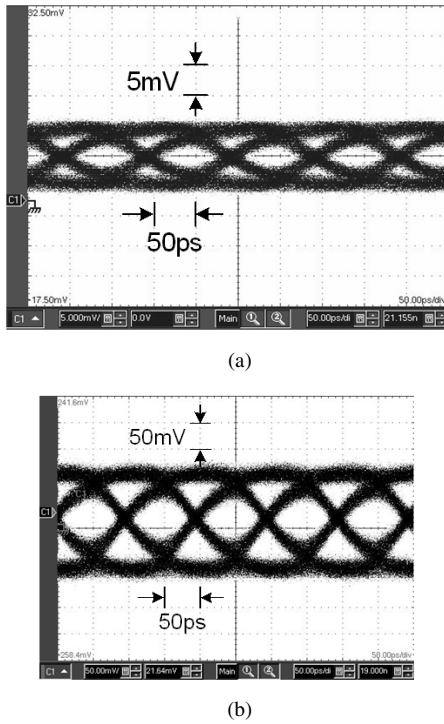 32.50mV
5mV
C1
50ps
-17.50mV
50.00ps/div
C1 5.000mV/ 0.0V Main 1 2 50.00ps/di 21.155n
(a)
241.6mV
50mV
C1
50ps
-258.4mV
50.00ps/div
C1 50.00mV/ 21.64mV Main 50.00ps/di 19.000n
(b)